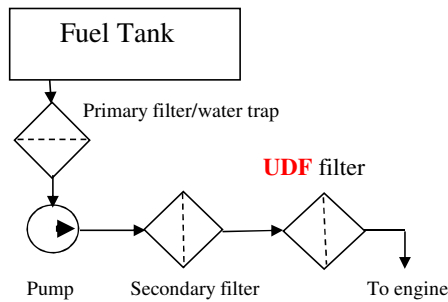 Fuel Tank
Primary filter/water trap
UDF filter
Pump
Secondary filter
To engine